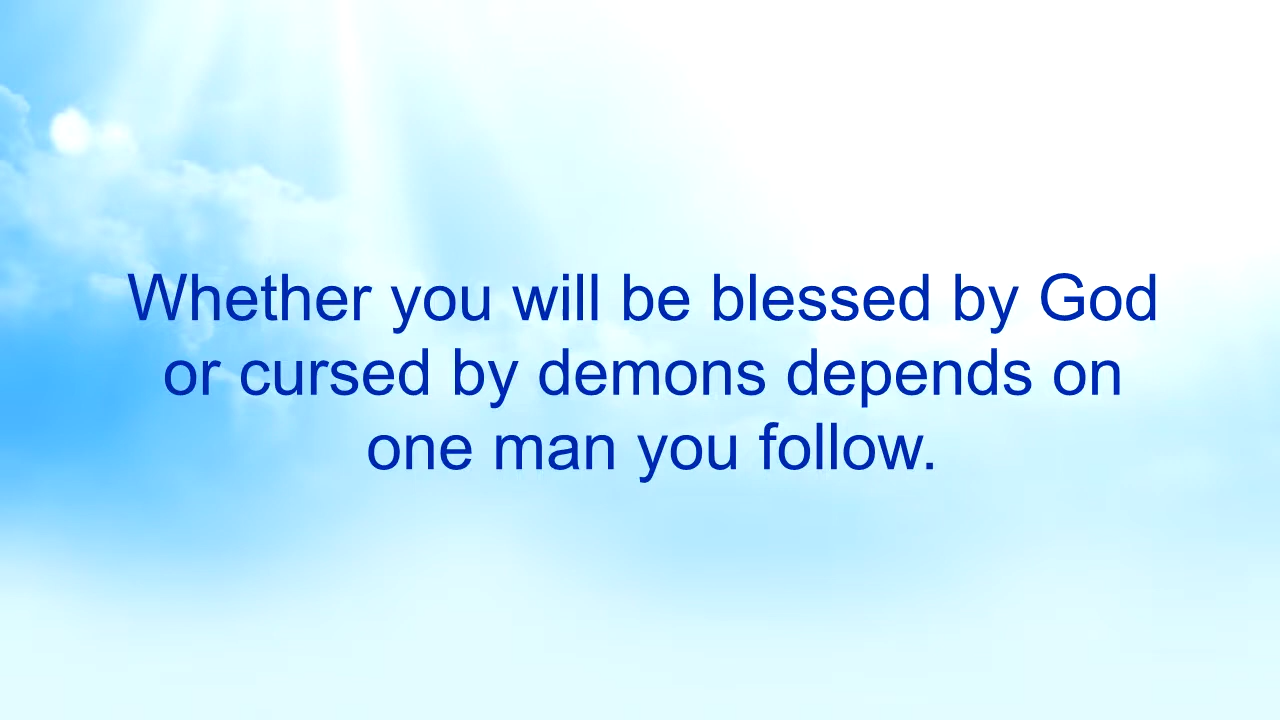 Whether you will be blessed by God
or cursed by demons depends on
one man you follow.